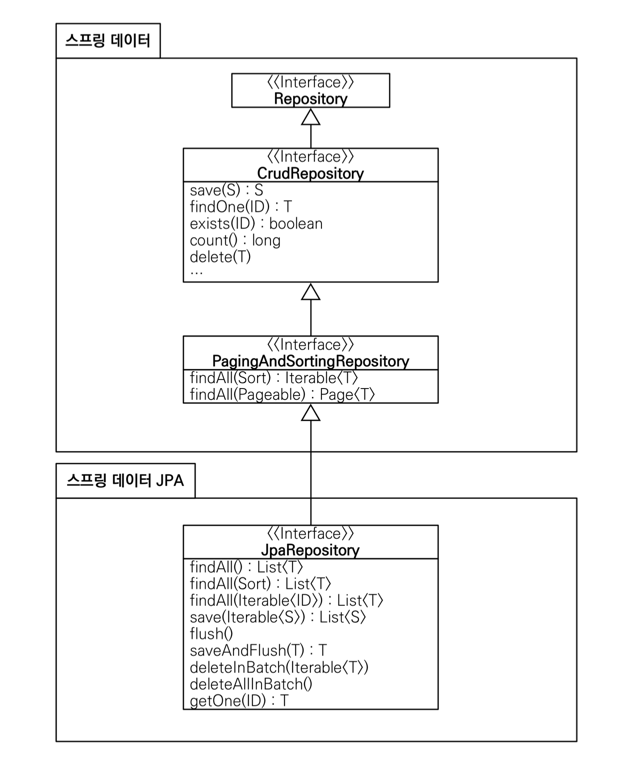 스프링 데이터
《Interface》
Repository
《Interface》
CrudRepository
save(S) : S
findOne(ID) : T
exists(ID) : boolean
count() : long
delete(T)
…
《Interface》
PagingAndSortingRepository
findAll(Sort) : Iterable〈T〉
findAll(Pageable) : Page〈T〉
스프링 데이터 JPA
《Interface》
JpaRepository
findAll() : List〈T〉
findAll(Sort) : List〈T〉
findAll(Iterable〈ID〉) : List〈T〉
save(Iterable〈S〉) : List〈S〉
flush()
saveAndFlush(T) : T
deleteInBatch(Iterable〈T〉)
deleteAllInBatch()
getOne(ID) : T